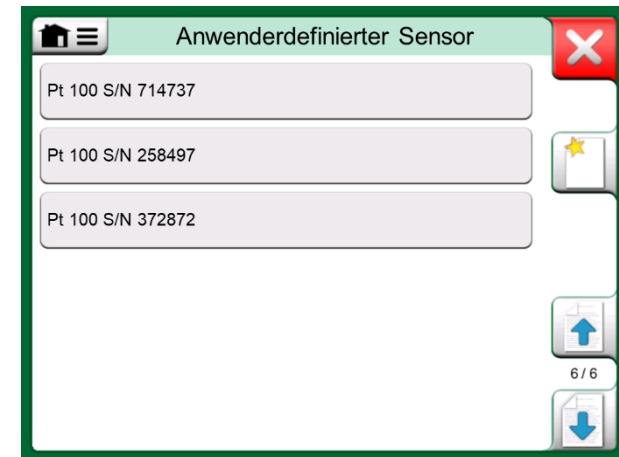 Anwenderdefinierter Sensor
Pt 100 S/N 714737
Pt 100 S/N 258497
Pt 100 S/N 372872
6 / 6